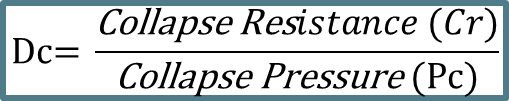 Dc= Collapse Resistance (Cr)
Collapse Pressure (Pc)